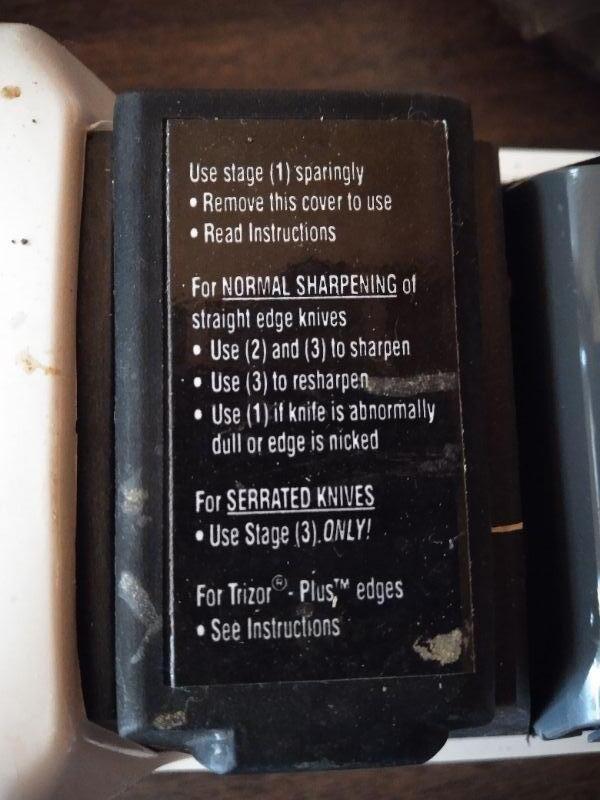 Use stage (1) sparingly
• Remove this cover to use
• Read Instructions
For NORMAL SHARPENING of
straight edge knives
• Use (2) and (3) to sharpen
• Use (3) to resharpen
• Use (1) if knife is abnormally
dull or edge is nicked
For SERRATED KNIVES
• Use Stage (3) ONLY!
For Trizor® - Plus™ edges
• See Instructions